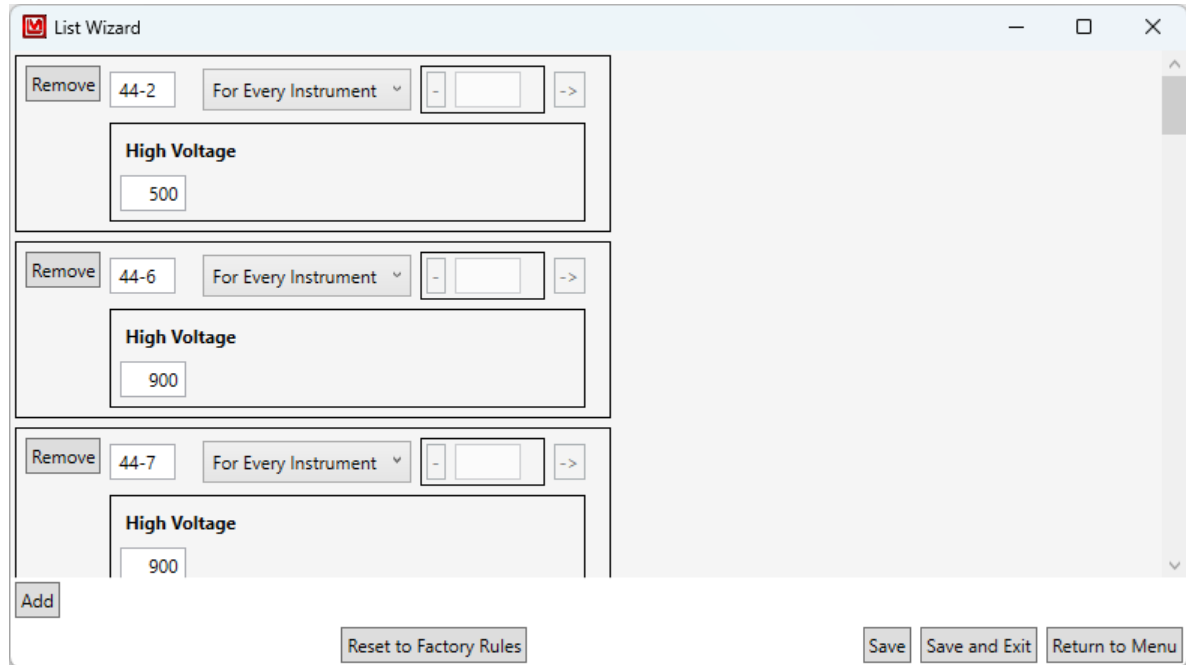 List Wizard
Remove 44-2 For Every Instrument - ->
High Voltage
500
Remove 44-6 For Every Instrument - ->
High Voltage
900
Remove 44-7 For Every Instrument - ->
High Voltage
900
Add
Reset to Factory Rules Save Save and Exit Return to Menu